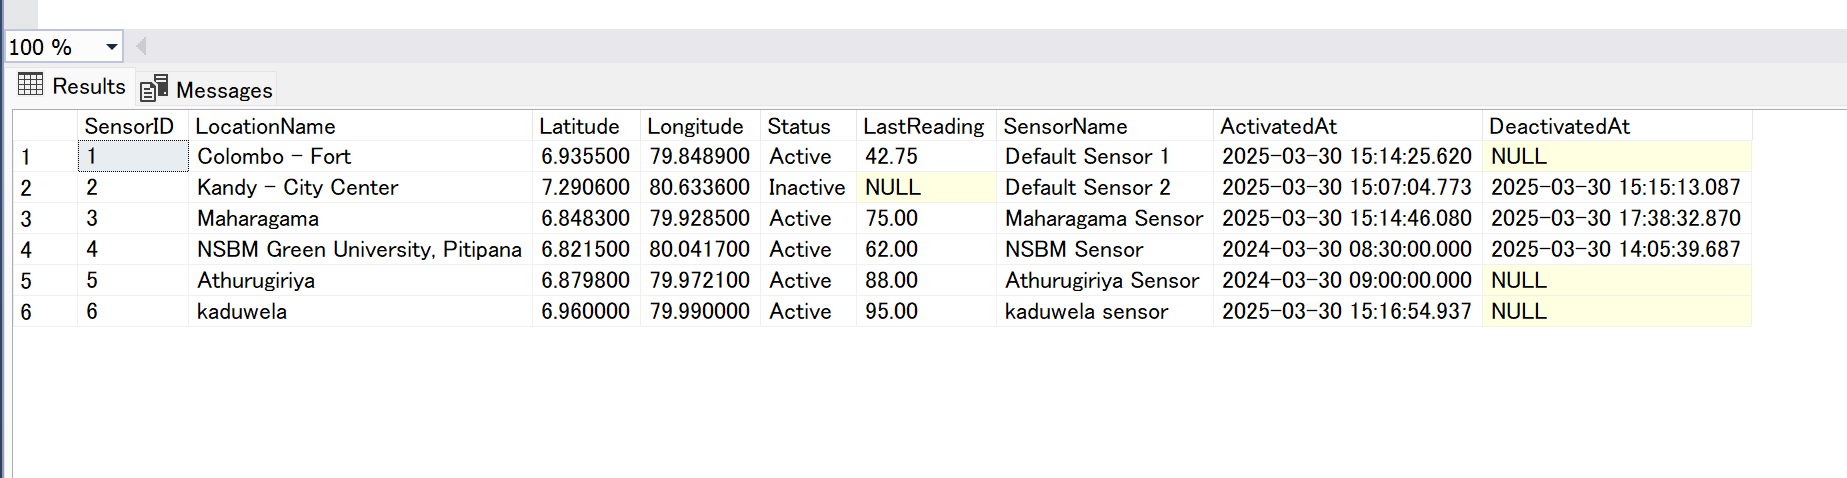 100 %
Results Messages
SensorID LocationName Latitude Longitude Status LastReading SensorName ActivatedAt DeactivatedAt
1 1 Colombo - Fort 6.935500 79.848900 Active 42.75 Default Sensor 1 2025-03-30 15:14:25.620 NULL
2 2 Kandy - City Center 7.290600 80.633600 Inactive NULL Default Sensor 2 2025-03-30 15:07:04.773 2025-03-30 15:15:13.087
3 3 Maharagama 6.848300 79.928500 Active 75.00 Maharagama Sensor 2025-03-30 15:14:46.080 2025-03-30 17:38:32.870
4 4 NSBM Green University, Pitipana 6.821500 80.041700 Active 62.00 NSBM Sensor 2024-03-30 08:30:00.000 2025-03-30 14:05:39.687
5 5 Athurugiriya 6.879800 79.972100 Active 88.00 Athurugiriya Sensor 2024-03-30 09:00:00.000 NULL
6 6 kaduwela 6.960000 79.990000 Active 95.00 kaduwela sensor 2025-03-30 15:16:54.937 NULL